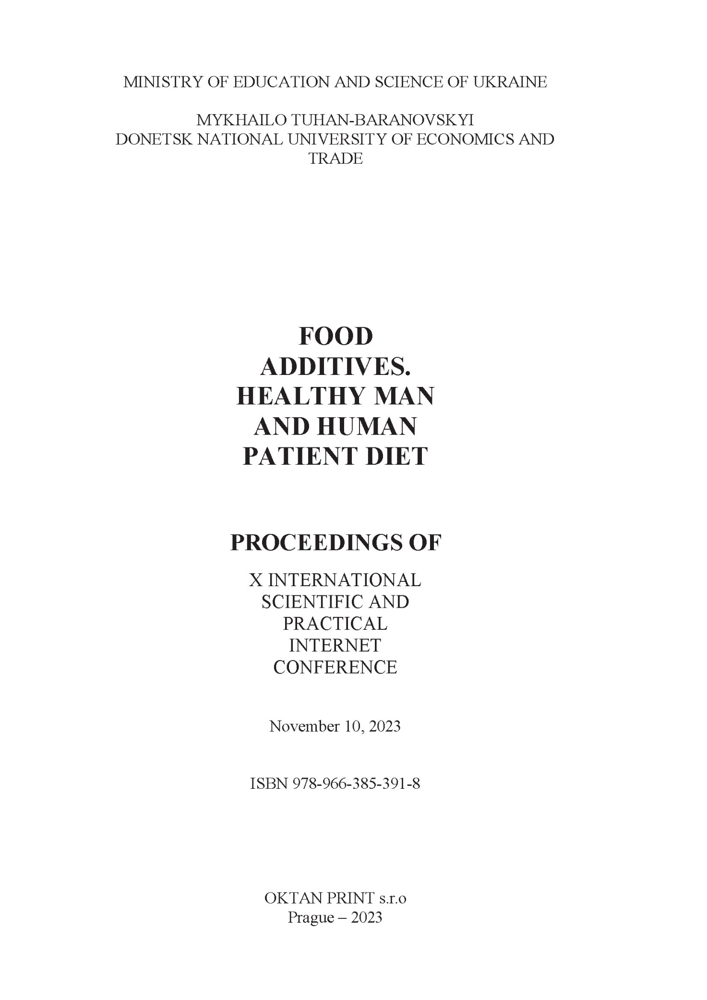 MINISTRY OF EDUCATION AND SCIENCE OF UKRAINE
MYKHAILO TUHAN-BARANOVSKYI
DONETSK NATIONAL UNIVERSITY OF ECONOMICS AND
TRADE
FOOD
ADDITIVES.
HEALTHY MAN
AND HUMAN
PATIENT DIET
PROCEEDINGS OF
X INTERNATIONAL
SCIENTIFIC AND
PRACTICAL
INTERNET
CONFERENCE
November 10, 2023
ISBN 978-966-385-391-8
OKTAN PRINT s.r.o
Prague – 2023